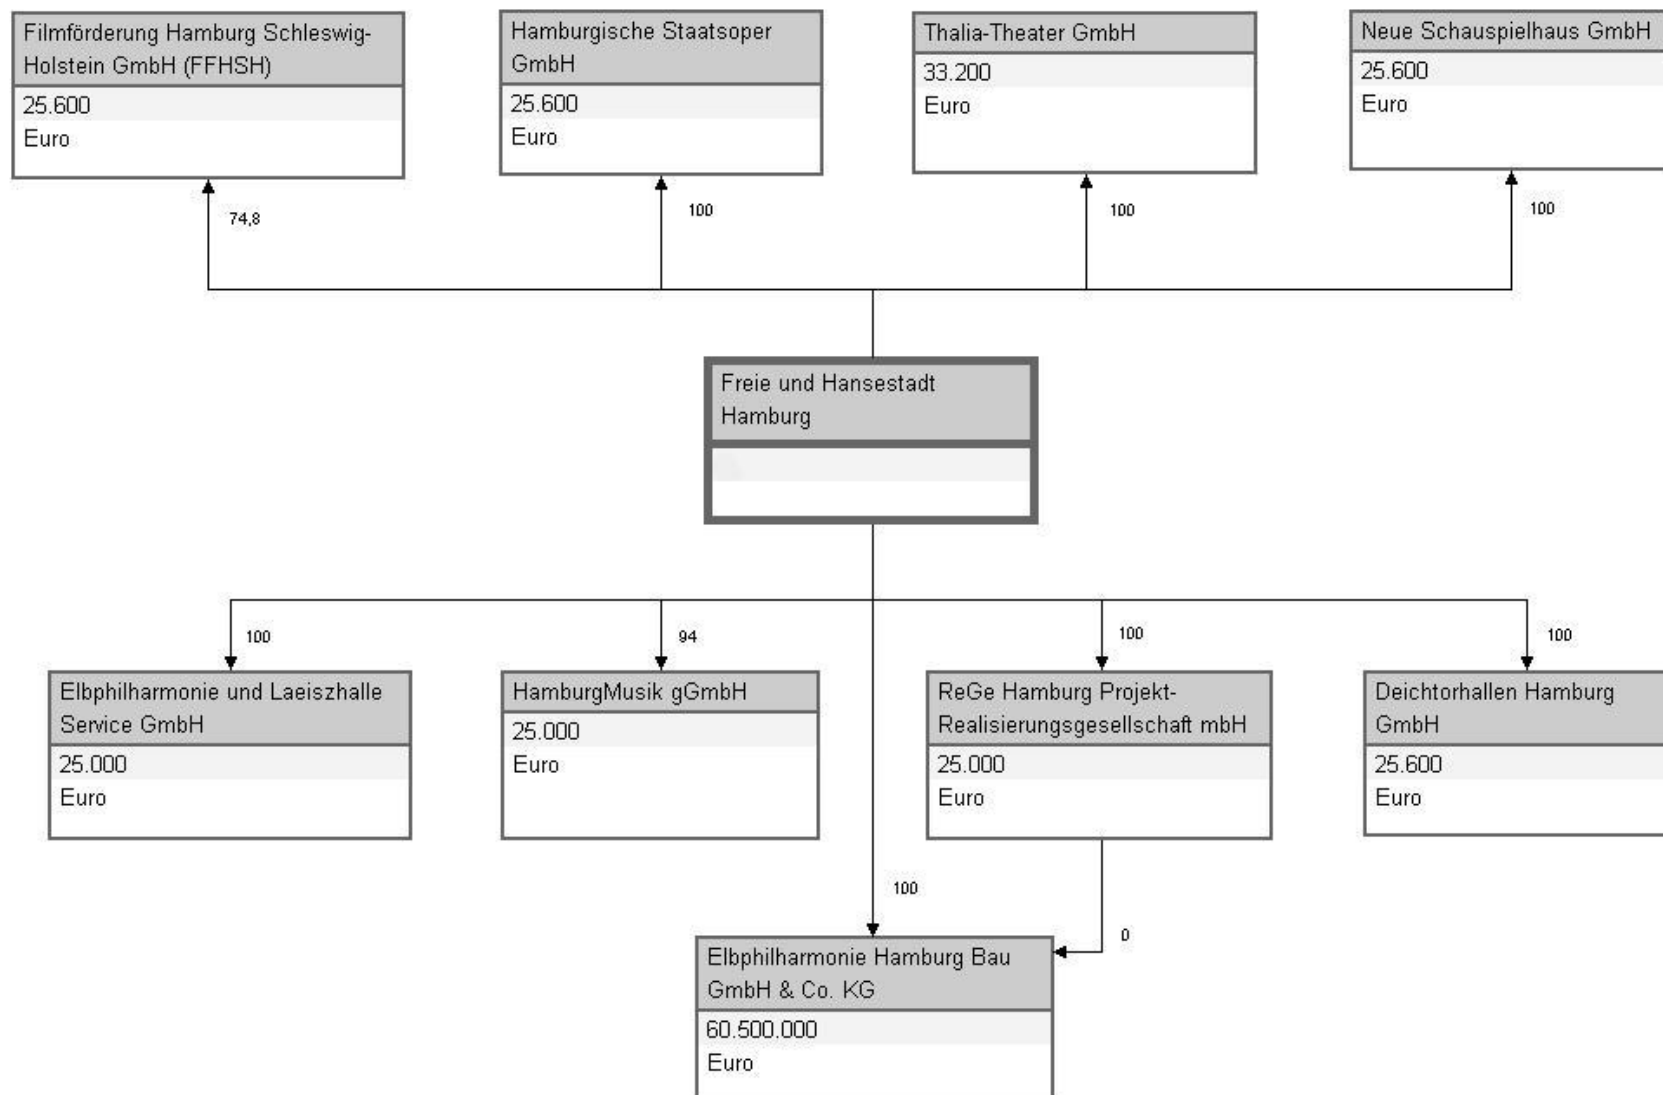 Filmförderung Hamburg Schleswig-
Holstein GmbH (FFHSH)
25.600
Euro
Hamburgische Staatsoper
GmbH
25.600
Euro
Thalia-Theater GmbH
33.200
Euro
Neue Schauspielhaus GmbH
25.600
Euro
74,8
100
100
100
Freie und Hansestadt
Hamburg
100
94
100
100
Elbphilharmonie und Laeiszhalle
Service GmbH
25.000
Euro
HamburgMusik gGmbH
25.000
Euro
ReGe Hamburg Projekt-
Realisierungsgesellschaft mbH
25.000
Euro
Deichtorhallen Hamburg
GmbH
25.600
Euro
100
0
Elbphilharmonie Hamburg Bau
GmbH & Co. KG
60.500.000
Euro